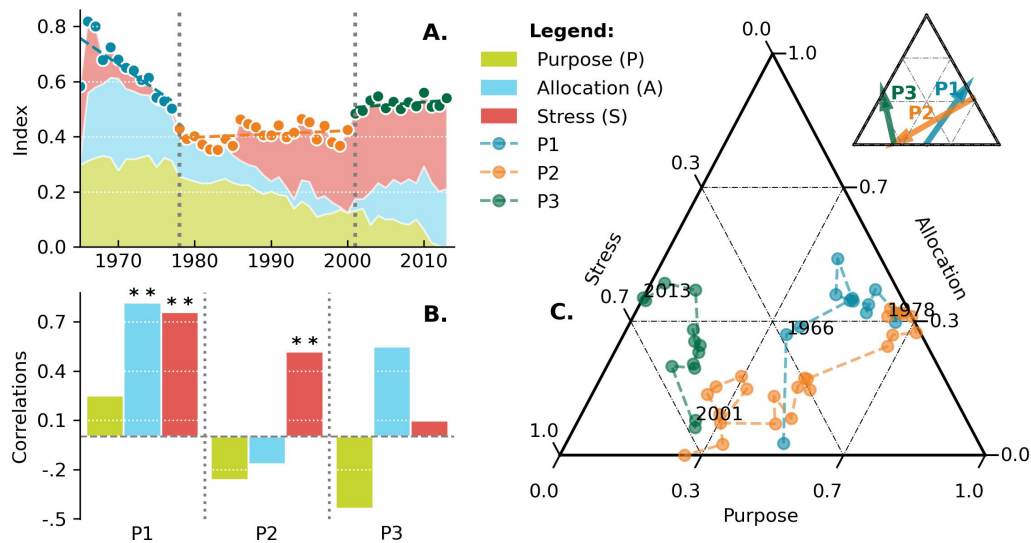 0.8
0.6
0.4
0.2
0.0
Index
A.
1970
1980
1990
2000
2010
Legend:
Purpose (P)
Allocation (A)
Stress (S)
P1
P2
P3
B.
0.7
0.4
0.1
-.2
-.5
Correlations
* *
* *
* *
P1
P2
P3
C.
0.0
1.0
0.3
0.7
0.7
0.3
1.0
0.0
0.0
0.3
0.7
1.0
Stress
Allocation
Purpose
2013
1966
1978
2001
P3
P1
P2